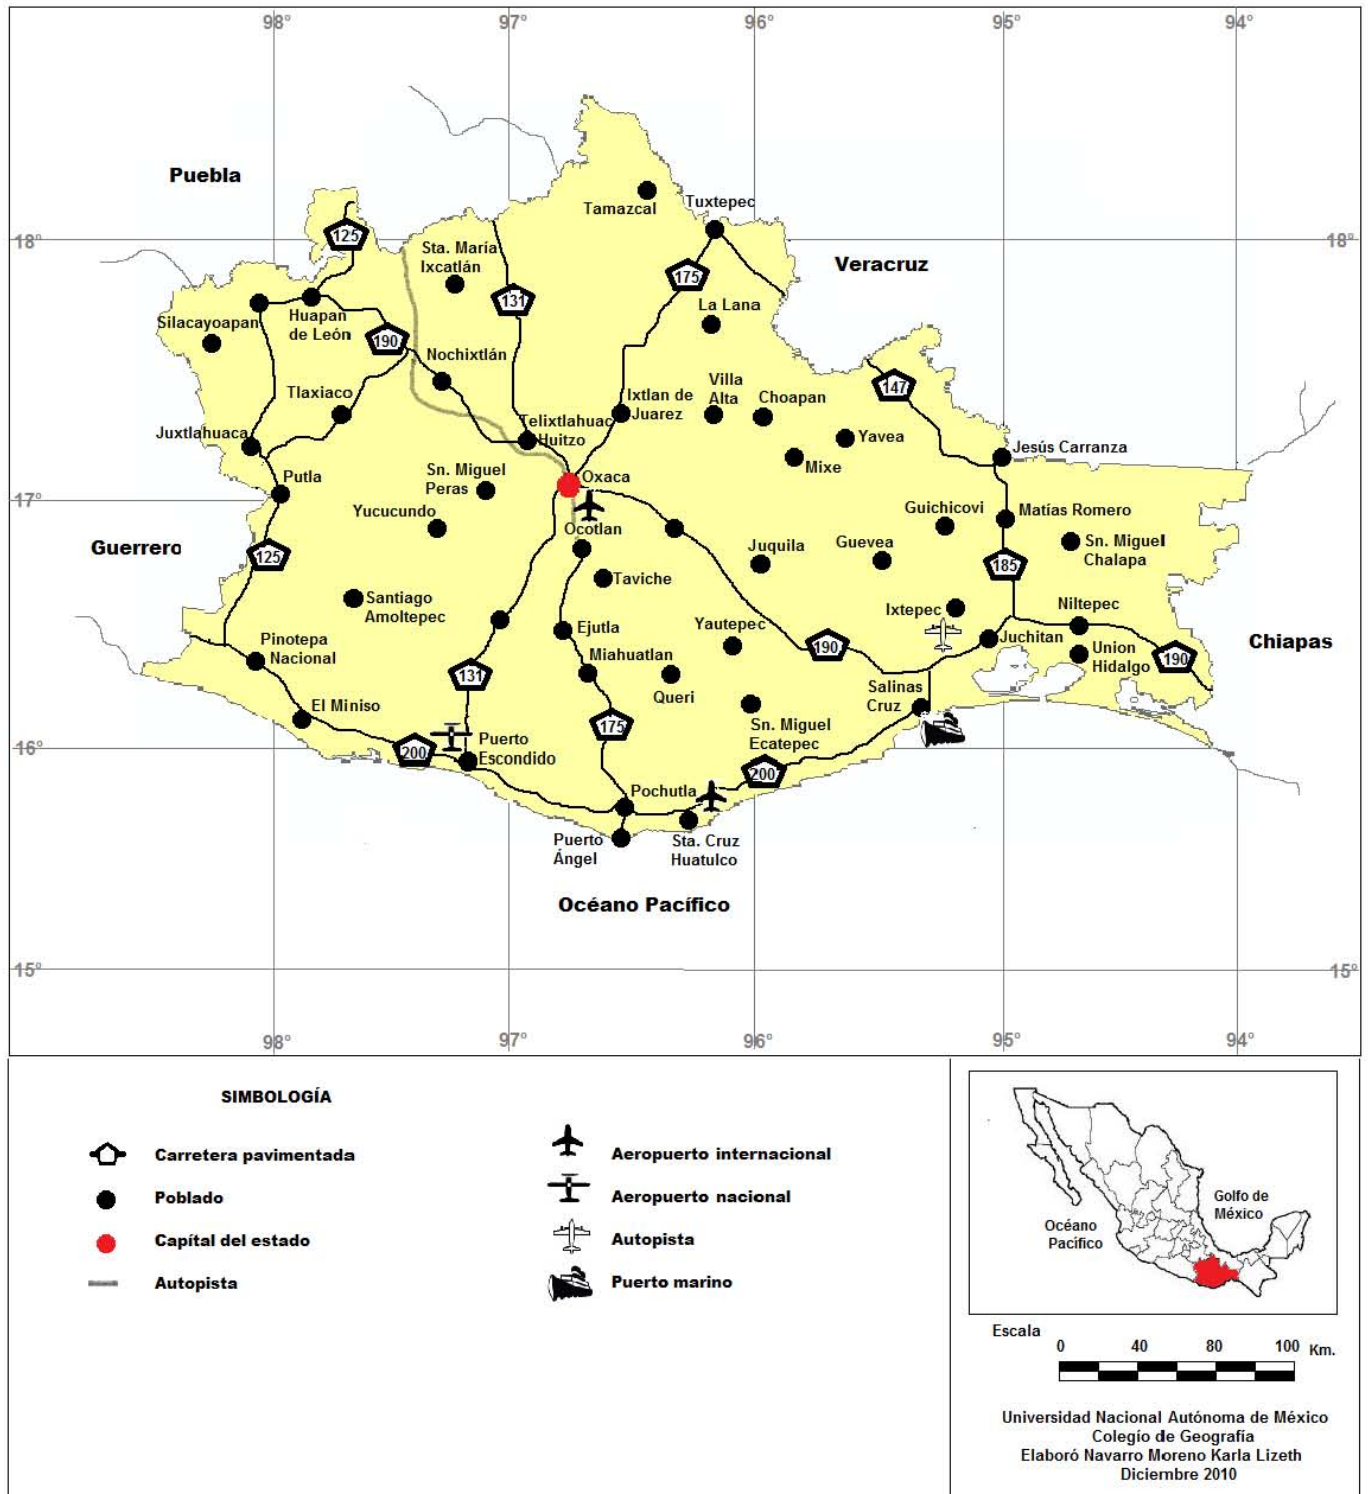 98°
97°
96°
95°
94°
Puebla
Tamazcal
Tuxtepec
125
18°
18°
Sta. María
Ixcatlán
Veracruz
175
131
La Lana
Silacayoapan
Huapan
de León
190
Nochixtlán
Tlaxiaco
Villa
Alta
147
Ixtlan de
Juarez
Choapan
Juxtlahuaca
Telixtlahuac
Huitzo
Yavea
Jesús Carranza
Mixe
Sn. Miguel
Peras
Putla
Oxaca
17°
17°
Yucucundo
Guichicovi
Matías Romero
Ocotlan
Guerrero
125
Juquila
Guevea
Sn. Miguel
Chalapa
185
Taviche
Santiago
Amoltepec
Ixtepec
Niltepec
Ejutla
Yautepec
Pinotepa
Nacional
190
Juchitan
Chiapas
Miahuatlan
Union
Hidalgo
190
131
Queri
Salinas
Cruz
El Miniso
175
Sn. Miguel
Ecatepec
Puerto
Escondido
16°
16°
200
200
Pochutla
Puerto
Ángel
Sta. Cruz
Huatulco
Océano Pacífico
15°
15°
98°
97°
96°
95°
94°
SIMBOLOGÍA
Carretera pavimentada
Poblado
Capítal del estado
Autopista
Aeropuerto internacional
Aeropuerto nacional
Autopista
Puerto marino
Golfo de
México
Océano
Pacífico
Escala
0 40 80 100 Km.
Universidad Nacional Autónoma de México
Colegío de Geografía
Elaboró Navarro Moreno Karla Lizeth
Diciembre 2010